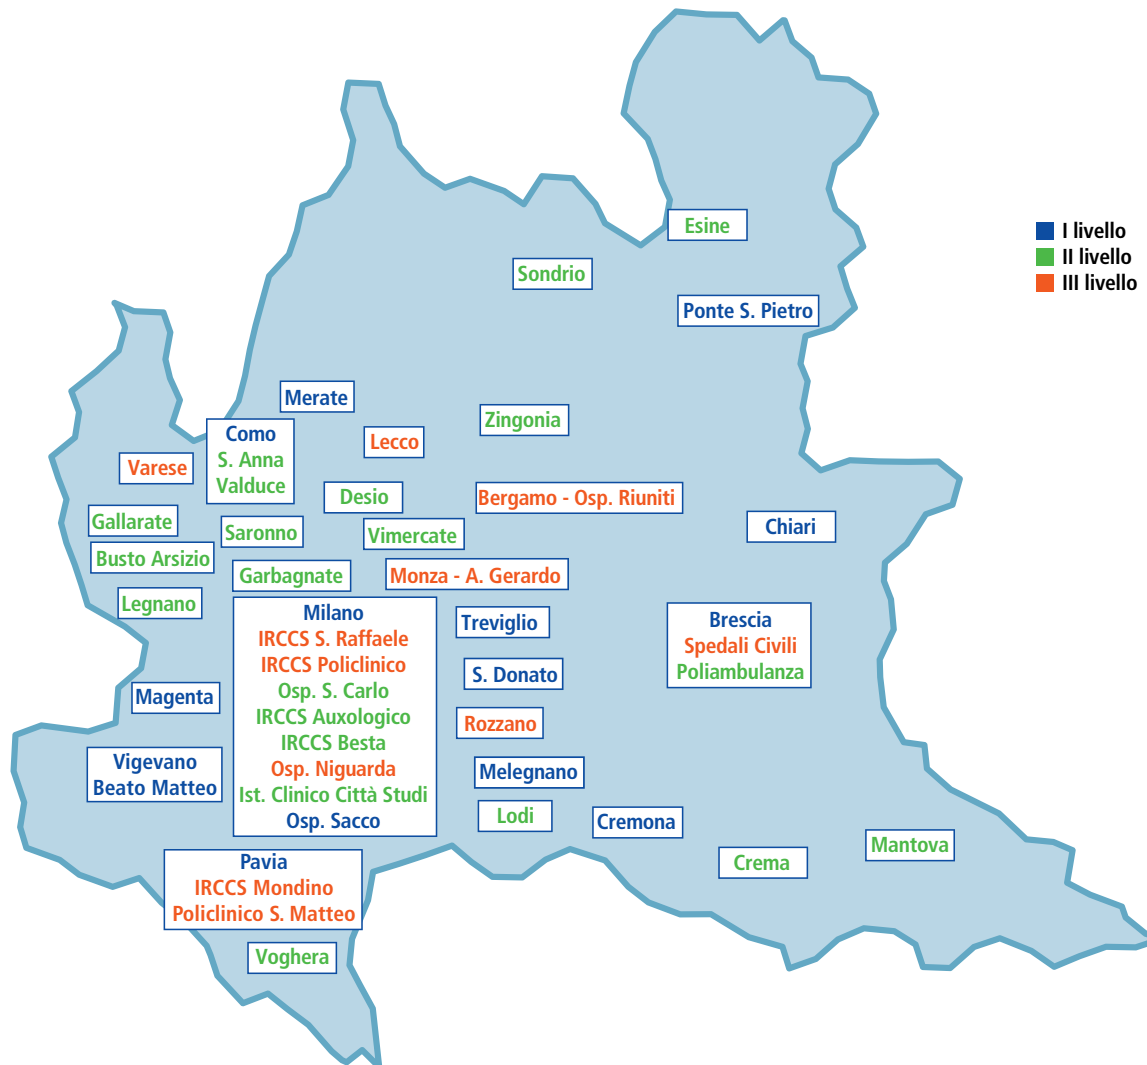 Esine
I livello
II livello
III livello
Sondrio
Ponte S. Pietro
Merate
Zingonia
Como
S. Anna
Valduce
Lecco
Varese
Desio
Bergamo - Osp. Riuniti
Gallarate
Saronno
Vimercate
Chiari
Busto Arsizio
Garbagnate
Monza - A. Gerardo
Legnano
Milano
IRCCS S. Raffaele
IRCCS Policlinico
Osp. S. Carlo
IRCCS Auxologico
IRCCS Besta
Osp. Niguarda
Ist. Clinico Città Studi
Osp. Sacco
Treviglio
Brescia
Spedali Civili
Poliambulanza
S. Donato
Magenta
Rozzano
Vigevano
Beato Matteo
Melegnano
Lodi
Cremona
Mantova
Crema
Pavia
IRCCS Mondino
Policlinico S. Matteo
Voghera